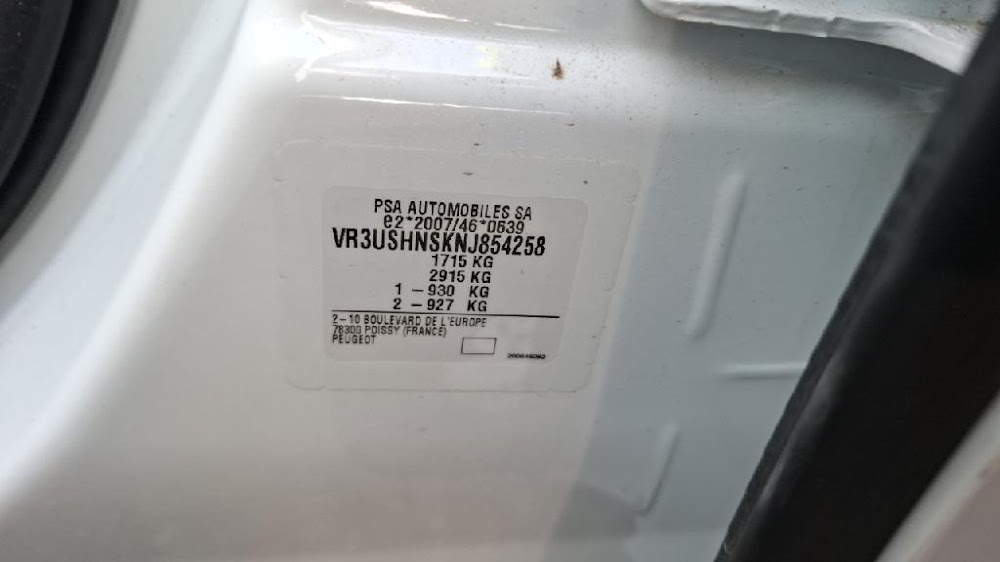 PSA AUTOMOBILES SA
e2*2007/46*0639
VR3USHNSKNJ854258
1715 KG
2915 KG
1 – 930 KG
2 – 927 KG
2–10 BOULEVARD DE L'EUROPE
78300 POISSY (FRANCE)
PEUGEOT